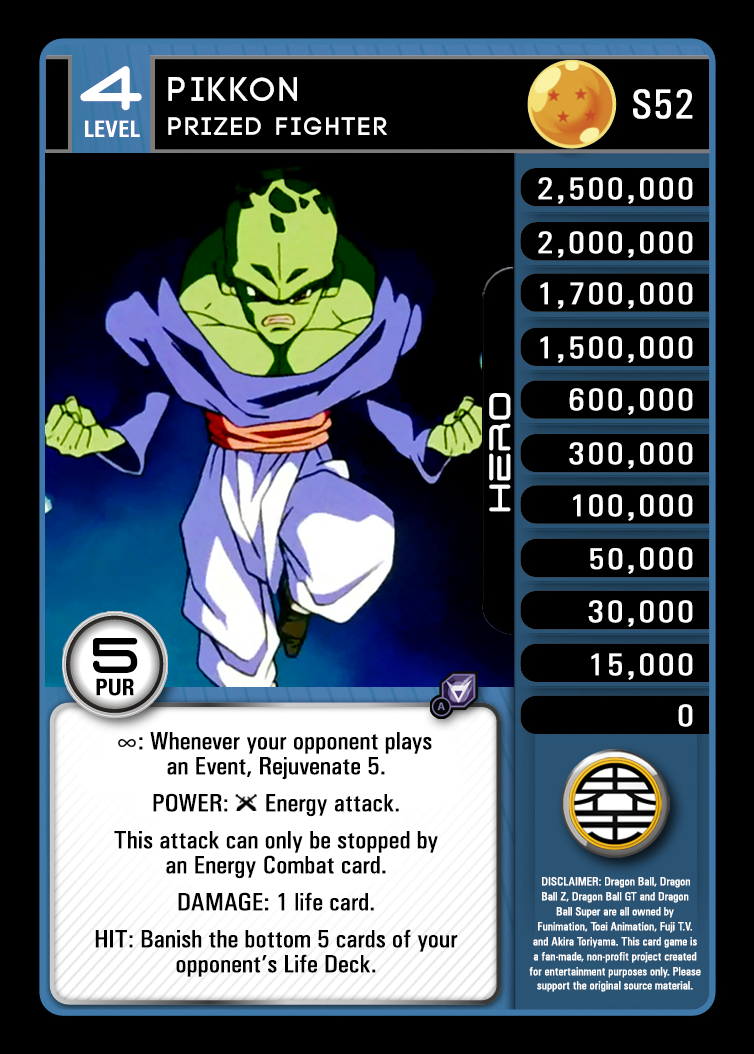 4
LEVEL
PIKKON
PRIZED FIGHTER
S52
2,500,000
2,000,000
1,700,000
1,500,000
600,000
300,000
100,000
50,000
30,000
15,000
0
HERO
5
PUR
A
∞: Whenever your opponent plays
an Event, Rejuvenate 5.
POWER: Energy attack.
This attack can only be stopped by
an Energy Combat card.
DAMAGE: 1 life card.
HIT: Banish the bottom 5 cards of your
opponent's Life Deck.
DISCLAIMER: Dragon Ball, Dragon
Ball Z, Dragon Ball GT and Dragon
Ball Super are all owned by
Funimation, Toei Animation, Fuji T.V.
and Akira Toriyama. This card game is
a fan-made, non-profit project created
for entertainment purposes only. Please
support the original source material.